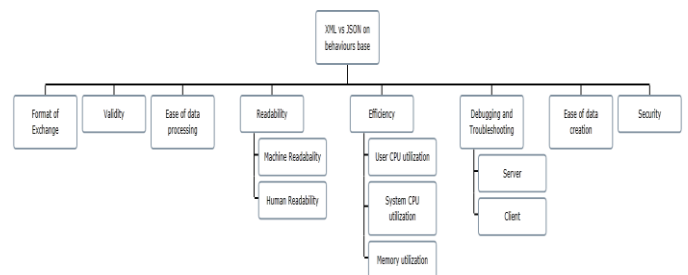 XML vs JSON on
behaviours base
Format of
Exchange
Validity
Ease of data
processing
Readability
Efficiency
Debugging and
Troubleshooting
Ease of data
creation
Security
Machine Readabaility
Human Readability
User CPU utilization
System CPU
utilization
Memory utilization
Server
Client